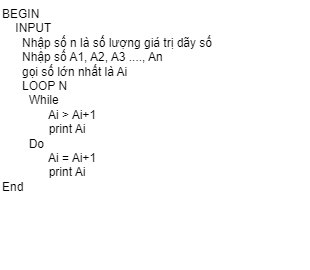 BEGIN
INPUT
Nhập số n là số lượng giá trị dãy số
Nhập số A1, A2, A3 ...., An
gọi số lớn nhất là Ai
LOOP N
While
Ai > Ai+1
print Ai
Do
Ai = Ai+1
print Ai
End